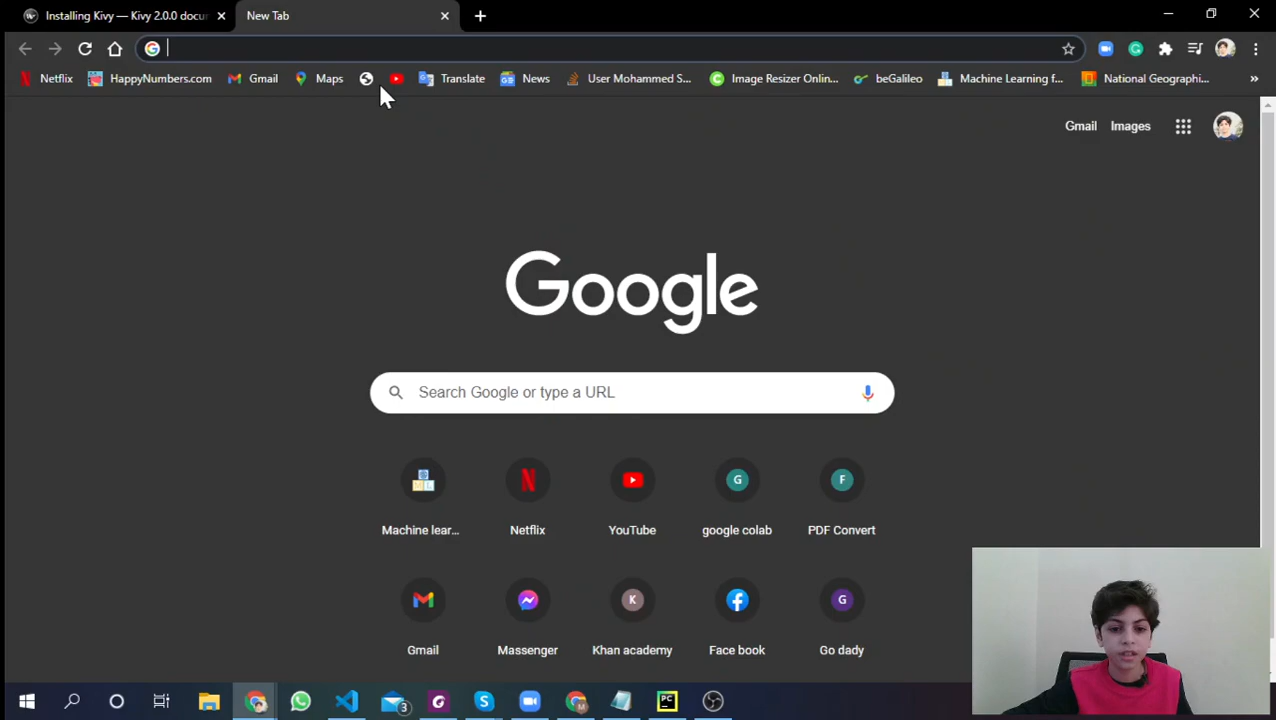 Installing Kivy — Kivy 2.0.0 docu
New Tab
Netflix
HappyNumbers.com
Gmail
Maps
Translate
News
User Mohammed S...
Image Resizer Onlin...
beGalileo
Machine Learning f...
National Geographi...
Gmail
Images
Google
Search Google or type a URL
Machine lear...
Netflix
YouTube
G
google colab
F
PDF Convert
Gmail
Massenger
K
Khan academy
Face book
G
Go dady
3
PC